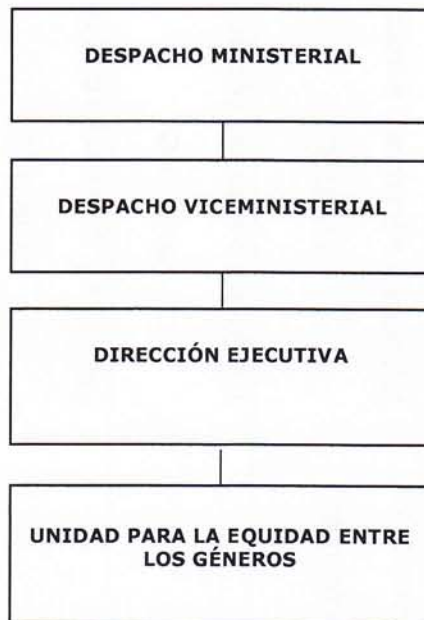 DESPACHO MINISTERIAL
DESPACHO VICEMINISTERIAL
DIRECCIÓN EJECUTIVA
UNIDAD PARA LA EQUIDAD ENTRE
LOS GÉNEROS